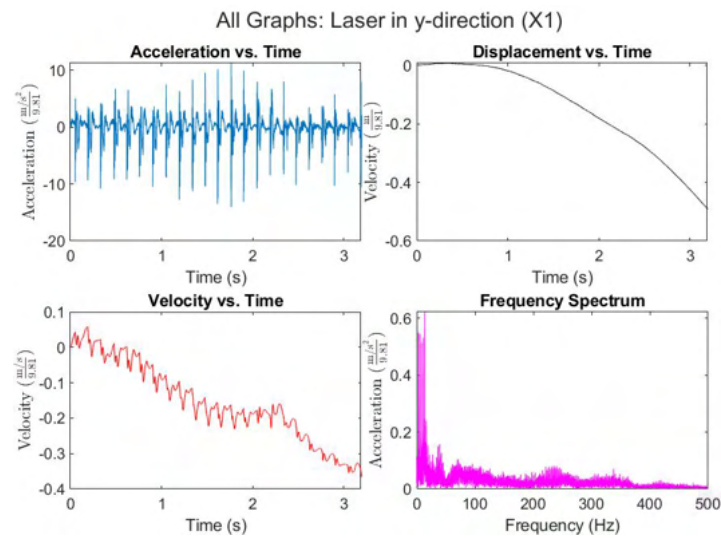 All Graphs: Laser in y-direction (X1)
Acceleration vs. Time
Acceleration (m/s²/9.81)
10
0
-10
-20
0 1 2 3
Time (s)
Displacement vs. Time
Velocity (m/9.81)
0
-0.2
-0.4
-0.6
0 1 2 3
Time (s)
Velocity vs. Time
Velocity (m/s/9.81)
0.1
0
-0.1
-0.2
-0.3
-0.4
0 1 2 3
Time (s)
Frequency Spectrum
Acceleration (m/s²/9.81)
0.6
0.4
0.2
0
0 100 200 300 400 500
Frequency (Hz)